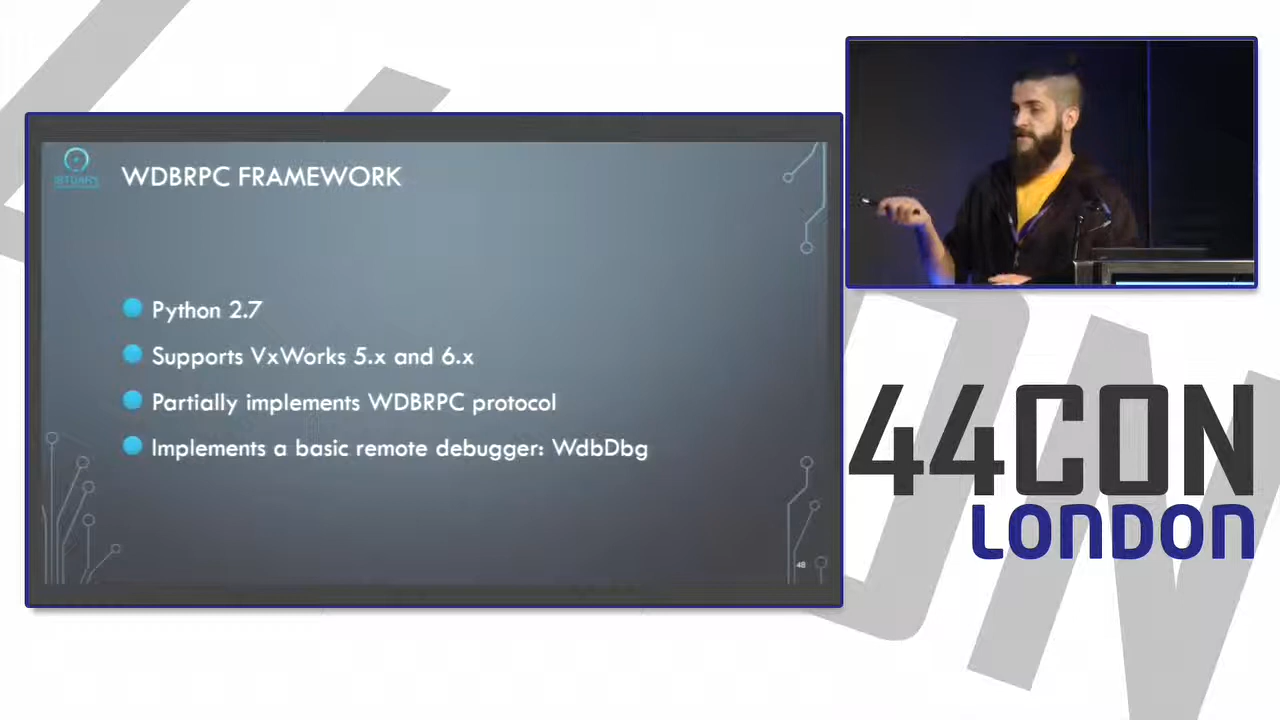 WDBRPC FRAMEWORK
Python 2.7
Supports VxWorks 5.x and 6.x
Partially implements WDBRPC protocol
Implements a basic remote debugger: WdbDbg
48
44CON
LONDON